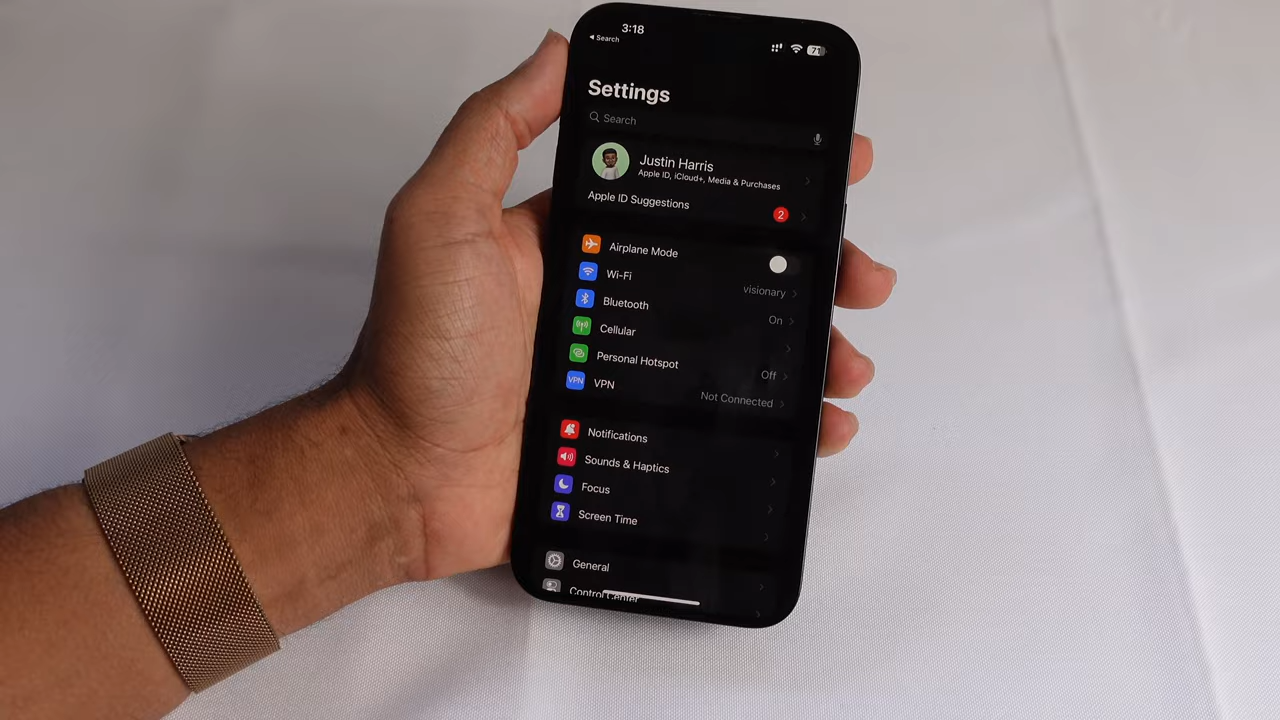 3:18
◀ Search
71
Settings
Search
Justin Harris
Apple ID, iCloud+, Media & Purchases
Apple ID Suggestions 2
Airplane Mode
Wi-Fi visionary
Bluetooth On
Cellular
Personal Hotspot Off
VPN VPN Not Connected
Notifications
Sounds & Haptics
Focus
Screen Time
General
Control Center